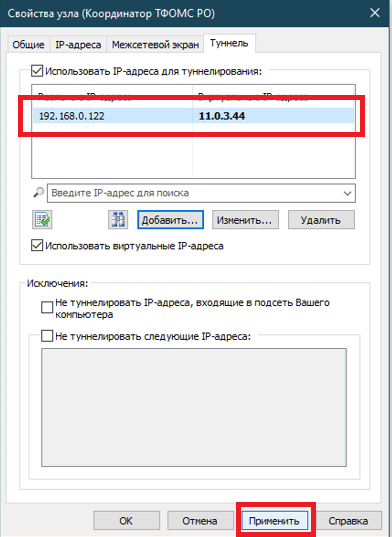 Свойства узла (Координатор ТФОМС РО)
Общие IP-адреса Межсетевой экран Туннель
Использовать IP-адреса для туннелирования:
192.168.0.122 11.0.3.44
Введите IP-адрес для поиска
Добавить... Изменить... Удалить
Использовать виртуальные IP-адреса
Исключения:
Не туннелировать IP-адреса, входящие в подсеть Вашего
компьютера
Не туннелировать следующие IP-адреса:
OK Отмена Применить Справка